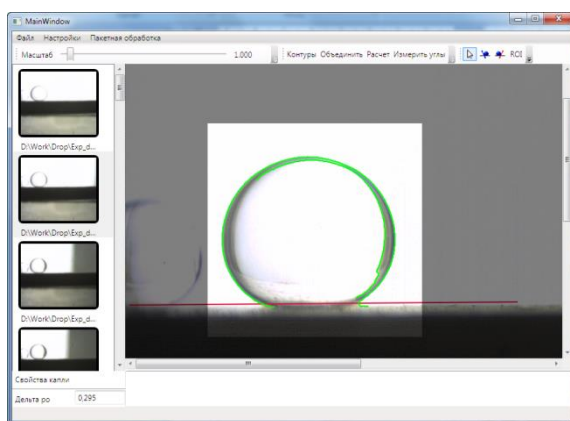 MainWindow
Файл Настройки Пакетная обработка
Масштаб 1.000 Контуры Объединить Расчет Измерить углы ROI
D:\Work\Drop\Exp_d...
D:\Work\Drop\Exp_d...
D:\Work\Drop\Exp_d...
Свойства капли
Дельта ро 0,295